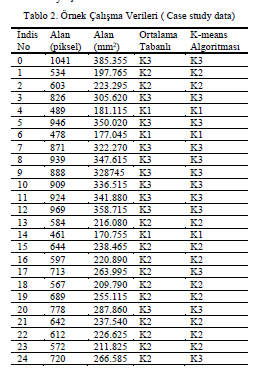 Tablo 2. Örnek Çalışma Verileri ( Case study data)
İndis No Alan (piksel) Alan (mm²) Ortalama Tabanlı K-means Algoritması
0 1041 385.355 K3 K3
1 534 197.765 K2 K2
2 603 223.295 K2 K2
3 826 305.620 K3 K3
4 489 181.115 K1 K1
5 946 350.020 K3 K3
6 478 177.045 K1 K1
7 871 322.270 K3 K3
8 939 347.615 K3 K3
9 888 328745 K3 K3
10 909 336.515 K3 K3
11 924 341.880 K3 K3
12 969 358.715 K3 K3
13 584 216.080 K2 K2
14 461 170.755 K1 K1
15 644 238.465 K2 K2
16 597 220.890 K2 K2
17 713 263.995 K2 K3
18 567 209.790 K2 K2
19 689 255.115 K2 K2
20 778 287.860 K3 K3
21 642 237.540 K2 K2
22 612 226.625 K2 K2
23 572 211.825 K2 K2
24 720 266.585 K2 K3